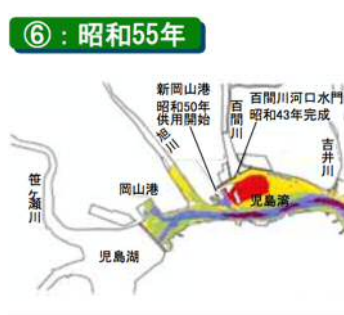 ⑥：昭和55年
新岡山港
昭和50年
供用開始
旭川
百間川
百間川河口水門
昭和43年完成
吉井川
笹ヶ瀬川
岡山港
児島湾
児島湖